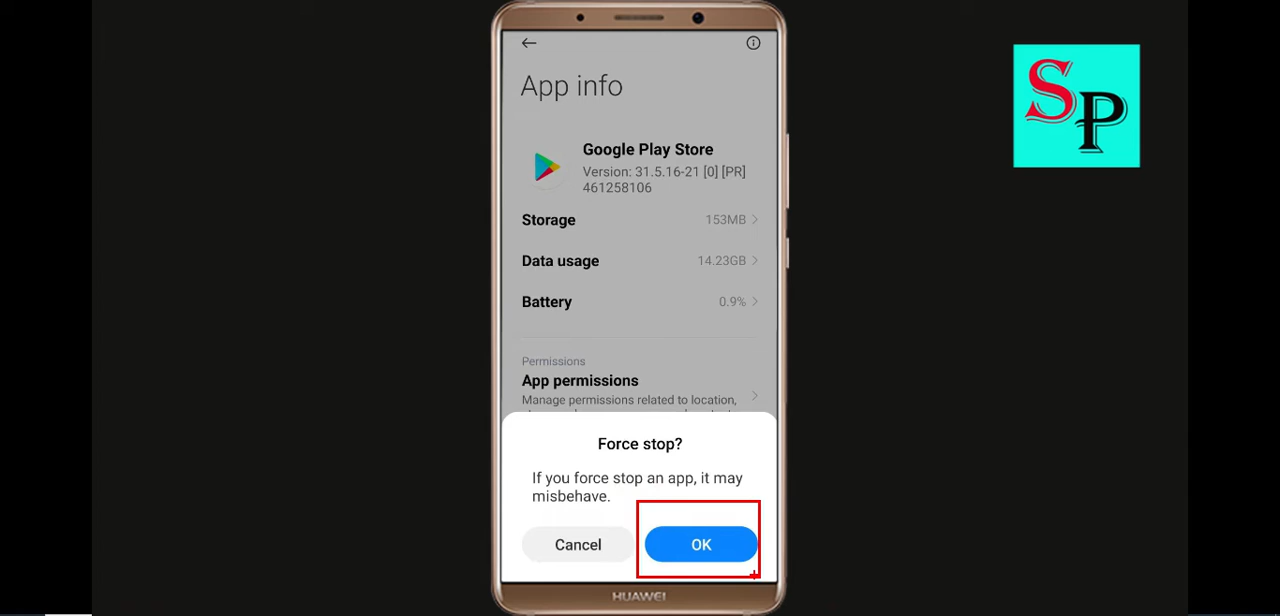 App info
Google Play Store
Version: 31.5.16-21 [0] [PR]
461258106
Storage 153MB
Data usage 14.23GB
Battery 0.9%
Permissions
App permissions
Manage permissions related to location,
Force stop?
If you force stop an app, it may
misbehave.
Cancel OK
HUAWEI
SP